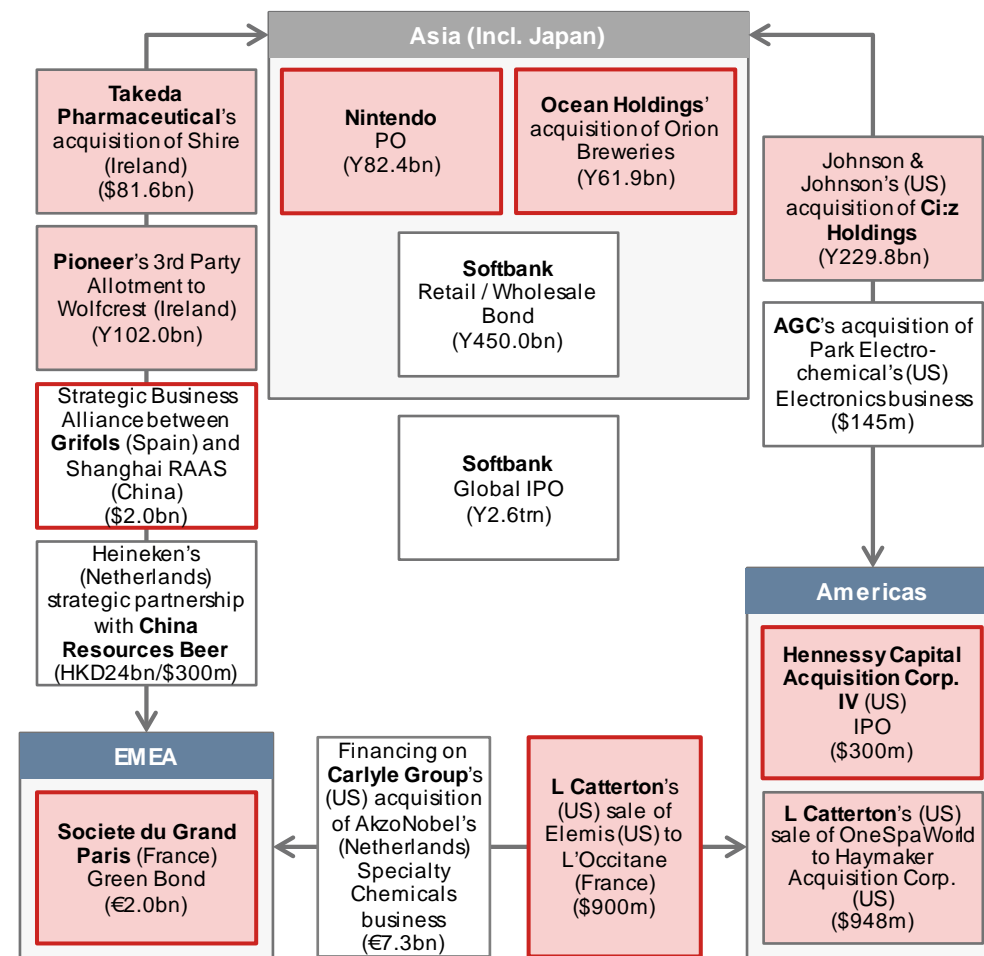 Asia (Incl. Japan)
Takeda
Pharmaceutical's
acquisition of Shire
(Ireland)
($81.6bn)
Pioneer's 3rd Party
Allotment to
Wolfcrest (Ireland)
(Y102.0bn)
Strategic Business
Alliance between
Grifols (Spain) and
Shanghai RAAS
(China)
($2.0bn)
Heineken's
(Netherlands)
strategic partnership
with China
Resources Beer
(HKD24bn/$300m)
Nintendo
PO
(Y82.4bn)
Ocean Holdings'
acquisition of Orion
Breweries
(Y61.9bn)
Softbank
Retail / Wholesale
Bond
(Y450.0bn)
Softbank
Global IPO
(Y2.6trn)
Johnson &
Johnson's (US)
acquisition of Ci:z
Holdings
(Y229.8bn)
AGC's acquisition of
Park Electro-
chemical's (US)
Electronics business
($145m)
EMEA
Societe du Grand
Paris (France)
Green Bond
(€2.0bn)
Financing on
Carlyle Group's
(US) acquisition
of AkzoNobel's
(Netherlands)
Specialty
Chemicals
business
(€7.3bn)
L Catterton's
(US) sale of
Elemis (US) to
L'Occitane
(France)
($900m)
Americas
Hennessy Capital
Acquisition Corp.
IV (US)
IPO
($300m)
L Catterton's (US)
sale of OneSpaWorld
to Haymaker
Acquisition Corp.
(US)
($948m)